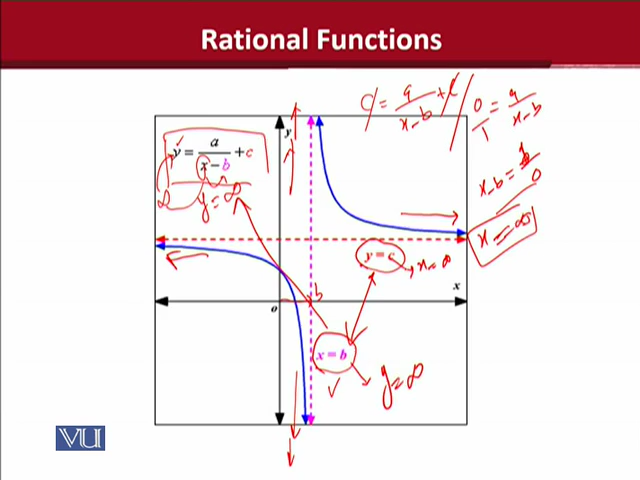 Rational Functions
y
c = a/(x-b) + c
0/1 = a/(x-b)
y = a/(x - b) + c
x-b = a/0
∞
y = ∞
x = ∞
y = c
x = ∞
x
b
o
x = b
y = ∞
VU